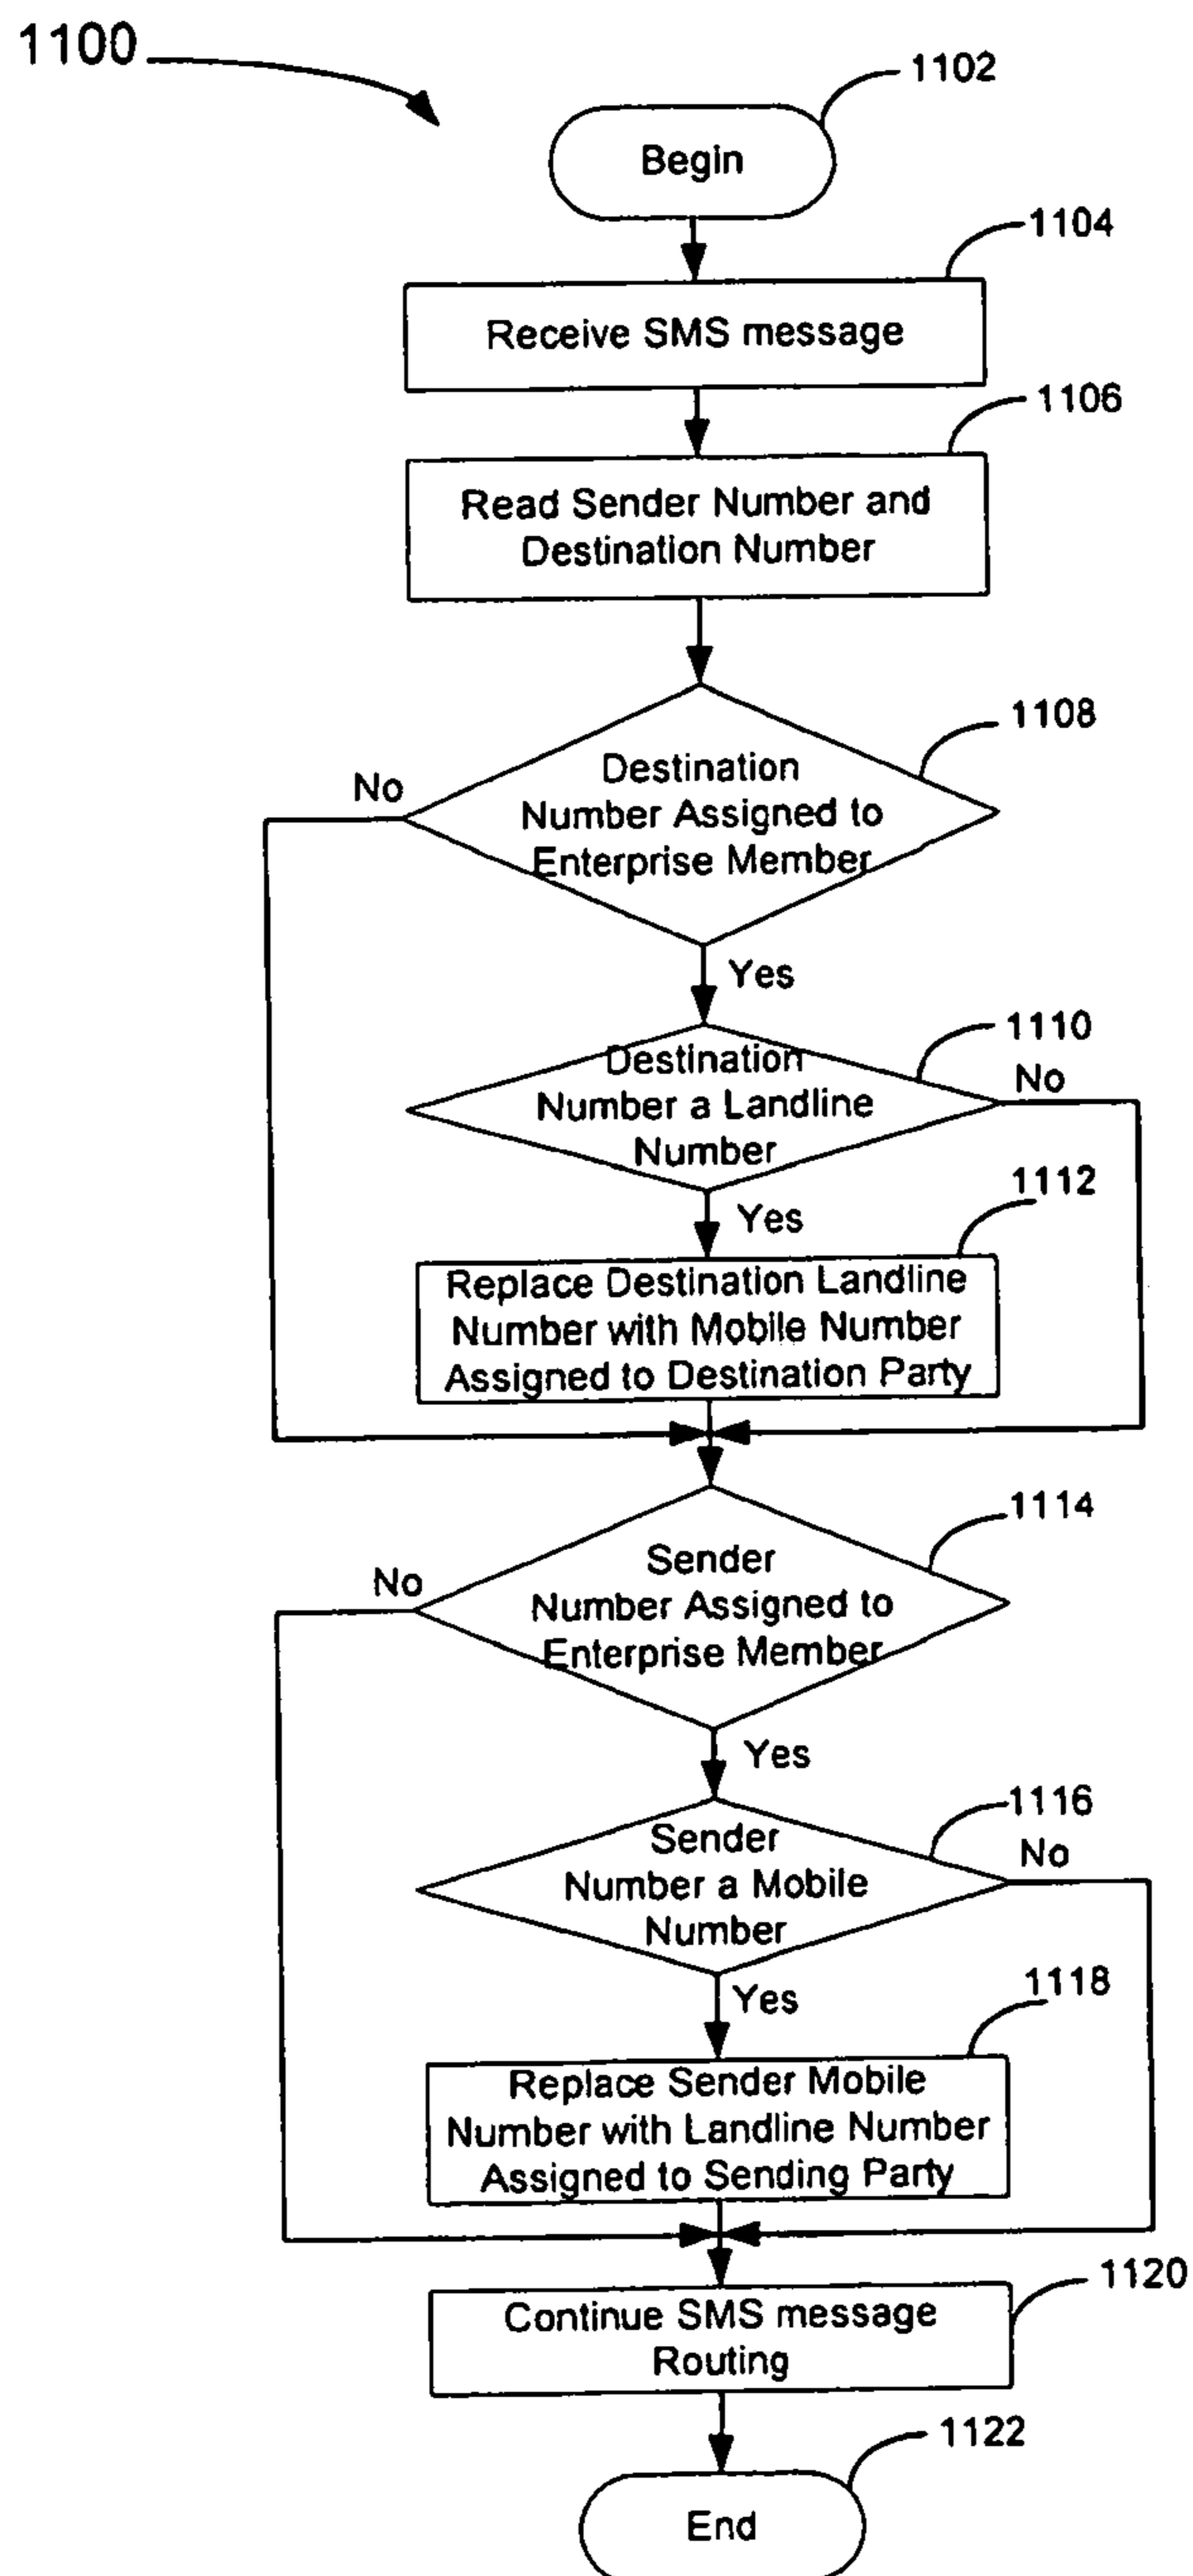 1100
1102
Begin
1104
Receive SMS message
1106
Read Sender Number and
Destination Number
1108
Destination
Number Assigned to
Enterprise Member
No
Yes
1110
Destination
Number a Landline
Number
No
Yes
1112
Replace Destination Landline
Number with Mobile Number
Assigned to Destination Party
1114
Sender
Number Assigned to
Enterprise Member
No
Yes
1116
Sender
Number a Mobile
Number
No
Yes
1118
Replace Sender Mobile
Number with Landline Number
Assigned to Sending Party
1120
Continue SMS message
Routing
1122
End